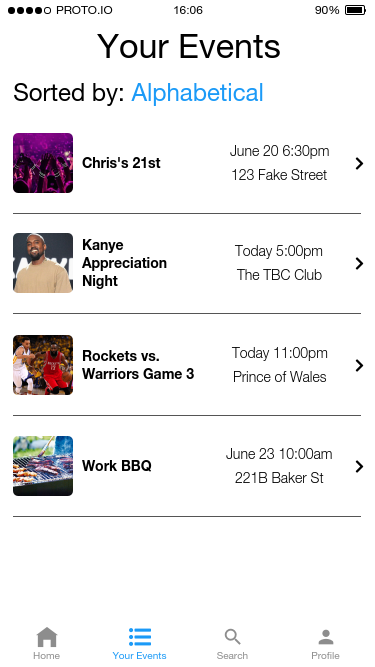 PROTO.IO 16:06 90%
Your Events
Sorted by: Alphabetical
Chris's 21st
June 20 6:30pm
123 Fake Street
Kanye
Appreciation
Night
Today 5:00pm
The TBC Club
Rockets vs.
Warriors Game 3
Today 11:00pm
Prince of Wales
Work BBQ
June 23 10:00am
221B Baker St
Home Your Events Search Profile